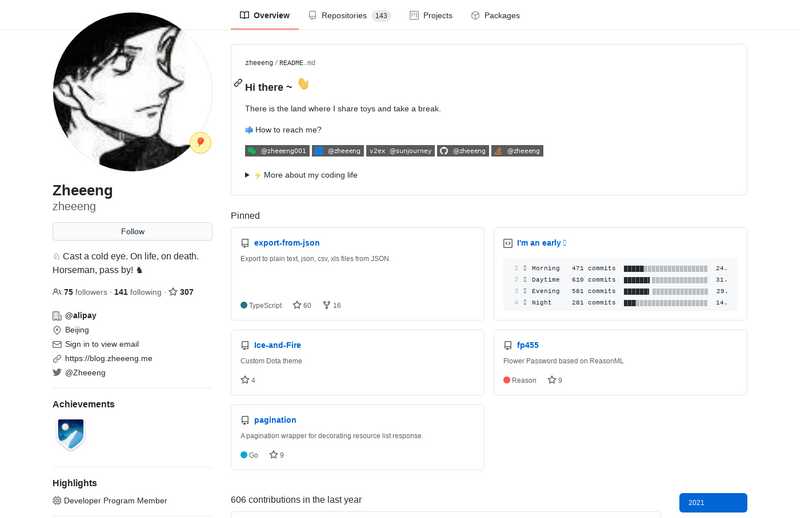 Overview
Repositories 143
Projects
Packages
zheeeng / README.md
Hi there ~
There is the land where I share toys and take a break.
How to reach me?
@zheeeng001
@zheeeng
v2ex @sunjourney
@zheeeng
@zheeeng
More about my coding life
Zheeeng
zheeeng
Follow
♘ Cast a cold eye. On life, on death. Horseman, pass by! ♞
75 followers · 141 following · 307
@alipay
Beijing
Sign in to view email
https://blog.zheeeng.me
@Zheeeng
Achievements
Highlights
Developer Program Member
Pinned
export-from-json
Export to plain text, json, csv, xls files from JSON
TypeScript 60 16
I'm an early
1 Morning 471 commits 24.
2 Daytime 610 commits 31.
3 Evening 561 commits 29.
4 Night 281 commits 14.
Ice-and-Fire
Custom Dota theme
4
fp455
Flower Password based on ReasonML
Reason 9
pagination
A pagination wrapper for decorating resource list response
Go 9
606 contributions in the last year
2021